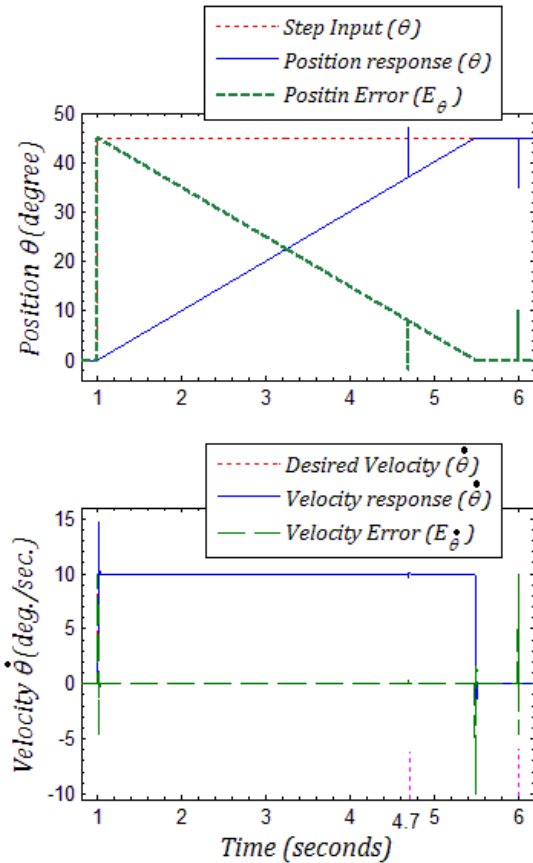 Step Input (θ)
Position response (θ)
Positin Error (E_θ)
50
40
30
20
10
0
Position θ (degree)
1 2 3 4 5 6
Desired Velocity (θ̇)
Velocity response (θ̇)
Velocity Error (E_θ̇)
15
10
5
0
-5
-10
Velocity θ̇ (deg./sec.)
1 2 3 4 4.7 5 6
Time (seconds)